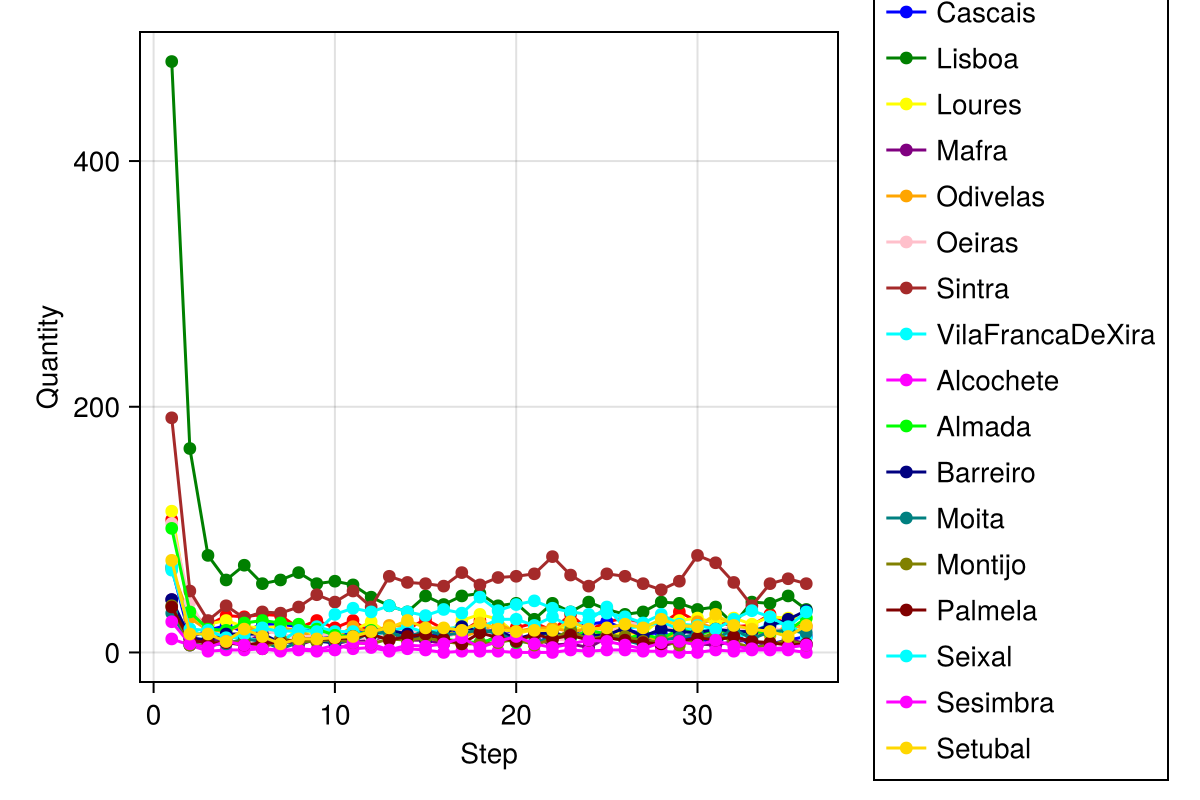 Cascais
Lisboa
Loures
Mafra
Odivelas
Oeiras
Sintra
VilaFrancaDeXira
Alcochete
Almada
Barreiro
Moita
Montijo
Palmela
Seixal
Sesimbra
Setubal
400
200
0
Quantity
0 10 20 30
Step